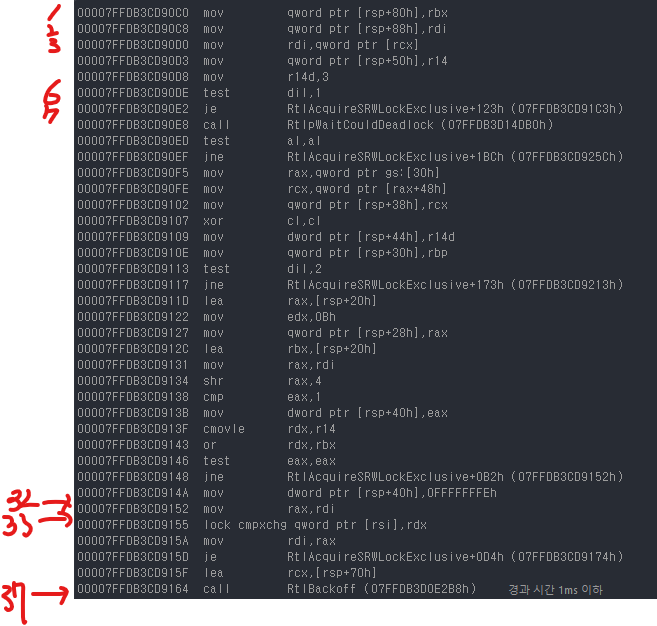 1 00007FFDB3CD90C0 mov qword ptr [rsp+80h],rbx
2 00007FFDB3CD90C8 mov qword ptr [rsp+88h],rdi
3 00007FFDB3CD90D0 mov rdi,qword ptr [rcx]
00007FFDB3CD90D3 mov qword ptr [rsp+50h],r14
00007FFDB3CD90D8 mov r14d,3
6 00007FFDB3CD90DE test dil,1
7 00007FFDB3CD90E2 je RtlAcquireSRWLockExclusive+123h (07FFDB3CD91C3h)
00007FFDB3CD90E8 call RtlpWaitCouldDeadlock (07FFDB3D14DB0h)
00007FFDB3CD90ED test al,al
00007FFDB3CD90EF jne RtlAcquireSRWLockExclusive+1BCh (07FFDB3CD925Ch)
00007FFDB3CD90F5 mov rax,qword ptr gs:[30h]
00007FFDB3CD90FE mov rcx,qword ptr [rax+48h]
00007FFDB3CD9102 mov qword ptr [rsp+38h],rcx
00007FFDB3CD9107 xor cl,cl
00007FFDB3CD9109 mov dword ptr [rsp+44h],r14d
00007FFDB3CD910E mov qword ptr [rsp+30h],rbp
00007FFDB3CD9113 test dil,2
00007FFDB3CD9117 jne RtlAcquireSRWLockExclusive+173h (07FFDB3CD9213h)
00007FFDB3CD911D lea rax,[rsp+20h]
00007FFDB3CD9122 mov edx,0Bh
00007FFDB3CD9127 mov qword ptr [rsp+28h],rax
00007FFDB3CD912C lea rbx,[rsp+20h]
00007FFDB3CD9131 mov rax,rdi
00007FFDB3CD9134 shr rax,4
00007FFDB3CD9138 cmp eax,1
00007FFDB3CD913B mov dword ptr [rsp+40h],eax
00007FFDB3CD913F cmovle rdx,r14
00007FFDB3CD9143 or rdx,rbx
00007FFDB3CD9146 test eax,eax
00007FFDB3CD9148 jne RtlAcquireSRWLockExclusive+0B2h (07FFDB3CD9152h)
00007FFDB3CD914A mov dword ptr [rsp+40h],0FFFFFFFEh
00007FFDB3CD9152 mov rax,rdi
33 00007FFDB3CD9155 lock cmpxchg qword ptr [rsi],rdx
00007FFDB3CD915A mov rdi,rax
00007FFDB3CD915D je RtlAcquireSRWLockExclusive+0D4h (07FFDB3CD9174h)
00007FFDB3CD915F lea rcx,[rsp+70h]
37 00007FFDB3CD9164 call RtlBackoff (07FFDB3D0E2B8h) 경과 시간 1ms 이하